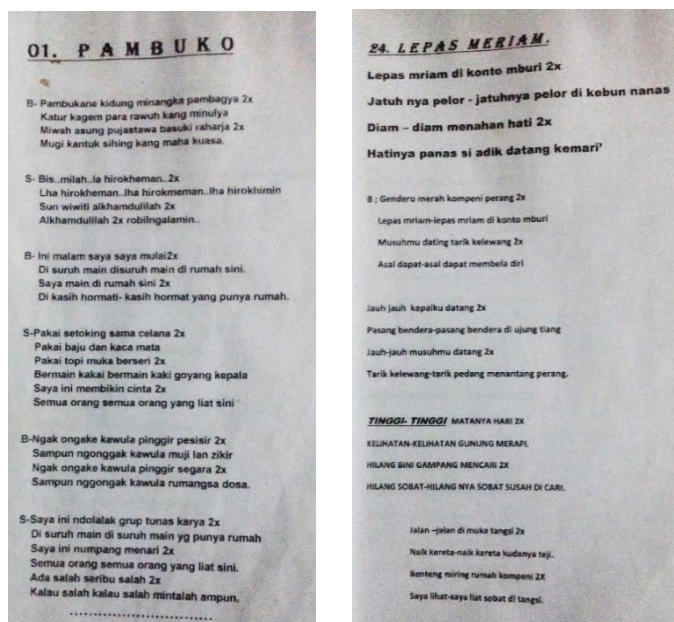 01. PAMBUKO
B- Pambukane kidung minangka pambagya 2x
Katur kagem para rawuh kang minulya
Miwah asung pujastawa basuki raharja 2x
Mugi kantuk sihing kang maha kuasa.
S- Bis..milah..la hirokheman..2x
Lha hirokheman..lha hirokmeman..lha hirokhimin
Sun wiwiti alkhamdulilah 2x
Alkhamdulilah 2x robilngalamin..
B- Ini malam saya saya mulai2x
Di suruh main disuruh main di rumah sini.
Saya main di rumah sini 2x
Di kasih hormati- kasih hormat yang punya rumah.
S-Pakai setoking sama celana 2x
Pakai baju dan kaca mata
Pakai topi muka berseri 2x
Bermain kakai bermain kaki goyang kepala
Saya ini membikin cinta 2x
Semua orang semua orang yang liat sini
B-Ngak ongake kawula pinggir pesisir 2x
Sampun ngonggak kawula muji lan zikir
Ngak ongake kawula pinggir segara 2x
Sampun nggongak kawula rumangsa dosa.
S-Saya ini ndolalak grup tunas karya 2x
Di suruh main di suruh main yg punya rumah
Saya ini numpang menari 2x
Semua orang semua orang yang liat sini.
Ada salah seribu salah 2x
Kalau salah kalau salah mintalah ampun.
..............................
24. LEPAS MERIAM.
Lepas mriam di konto mburi 2x
Jatuh nya pelor - jatuhnya pelor di kebun nanas
Diam – diam menahan hati 2x
Hatinya panas si adik datang kemari'
B ; Gendero merah kompeni perang 2x
Lepas mriam-lepas mriam di konto mburi
Musuhmu dating tarik kelewang 2x
Asal dapat-asal dapat membela diri
Jauh jauh kapalku datang 2x
Pasang bendera-pasang bendera di ujung tiang
Jauh-jauh musuhmu datang 2x
Tarik kelewang-tarik pedang menantang perang.
TINGGI- TINGGI MATANYA HARI 2X
KELIHATAN-KELIHATAN GUNUNG MERAPI.
HILANG BINI GAMPANG MENCARI 2X
HILANG SOBAT-HILANG NYA SOBAT SUSAH DI CARI.
Jalan –jalan di muka tangsi 2x
Naik kereta-naik kereta kudanya teji.
Benteng miring rumah kompeni 2X
Saya lihat-saya liat sobat di tangsi.